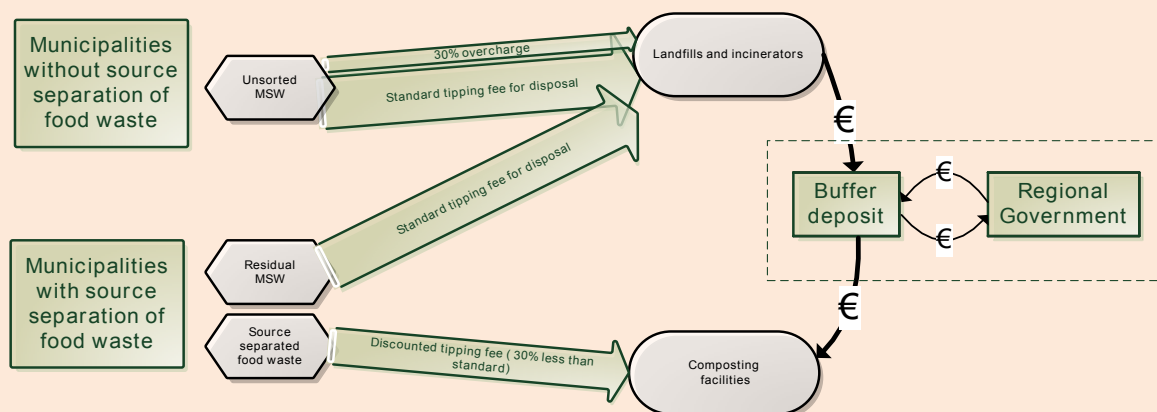 Municipalities
without source
separation of
food waste
Unsorted
MSW
30% overcharge
Standard tipping fee for disposal
Landfills and incinerators
€
Standard tipping fee for disposal
Buffer
deposit
€
€
Regional
Government
Municipalities
with source
separation of
food waste
Residual
MSW
Source
separated
food waste
Discounted tipping fee ( 30% less than
standard)
€
Composting
facilities